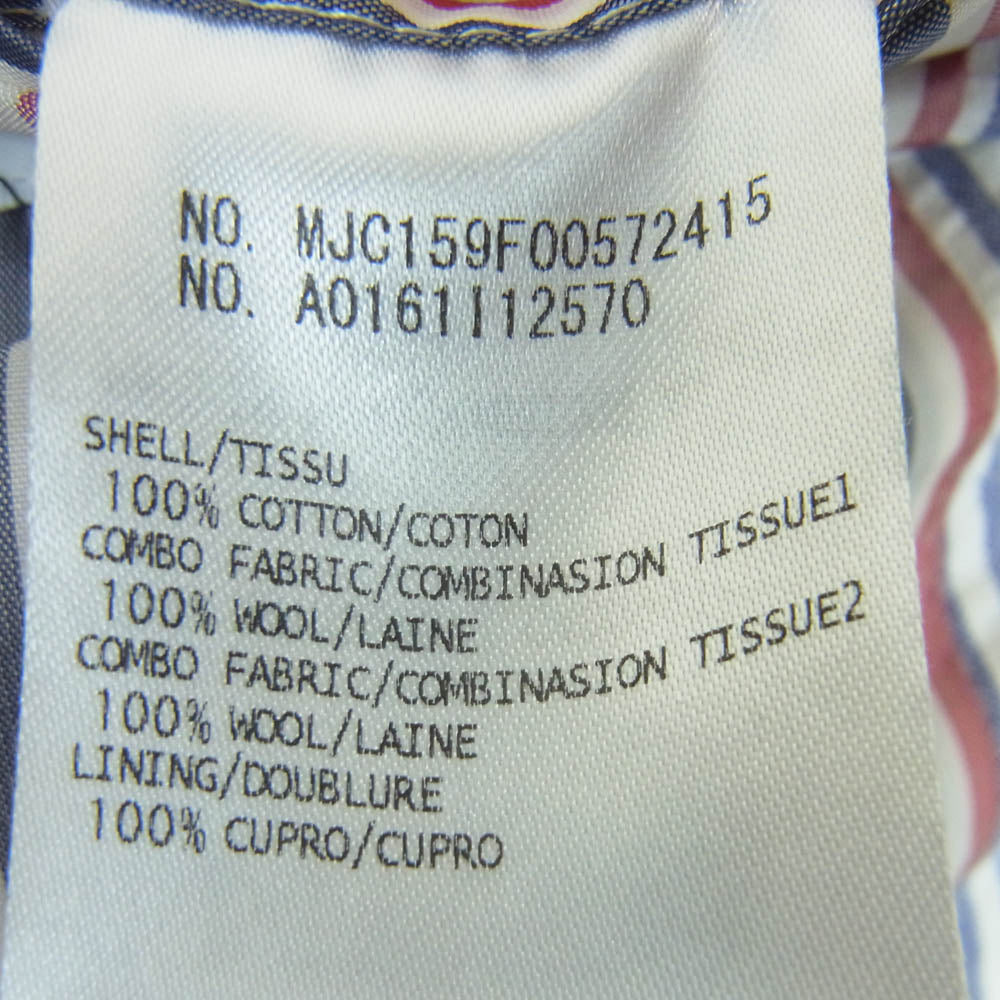 NO. MJC159F00572415
NO. A0161I12570
SHELL/TISSU
100% COTTON/COTON
COMBO FABRIC/COMBINASION TISSUE1
100% WOOL/LAINE
COMBO FABRIC/COMBINASION TISSUE2
100% WOOL/LAINE
LINING/DOUBLURE
100% CUPRO/CUPRO